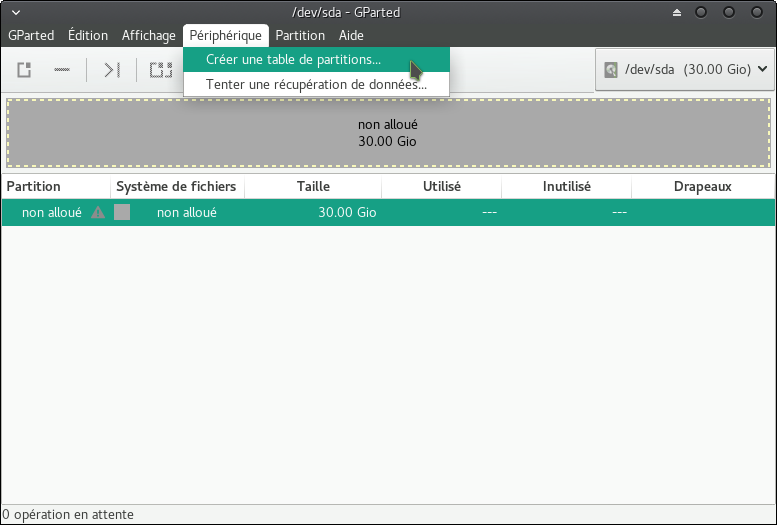 /dev/sda - GParted
GParted Édition Affichage Périphérique Partition Aide
Créer une table de partitions...
Tenter une récupération de données...
/dev/sda (30.00 Gio)
non alloué
30.00 Gio
Partition Système de fichiers Taille Utilisé Inutilisé Drapeaux
non alloué non alloué 30.00 Gio --- ---
0 opération en attente